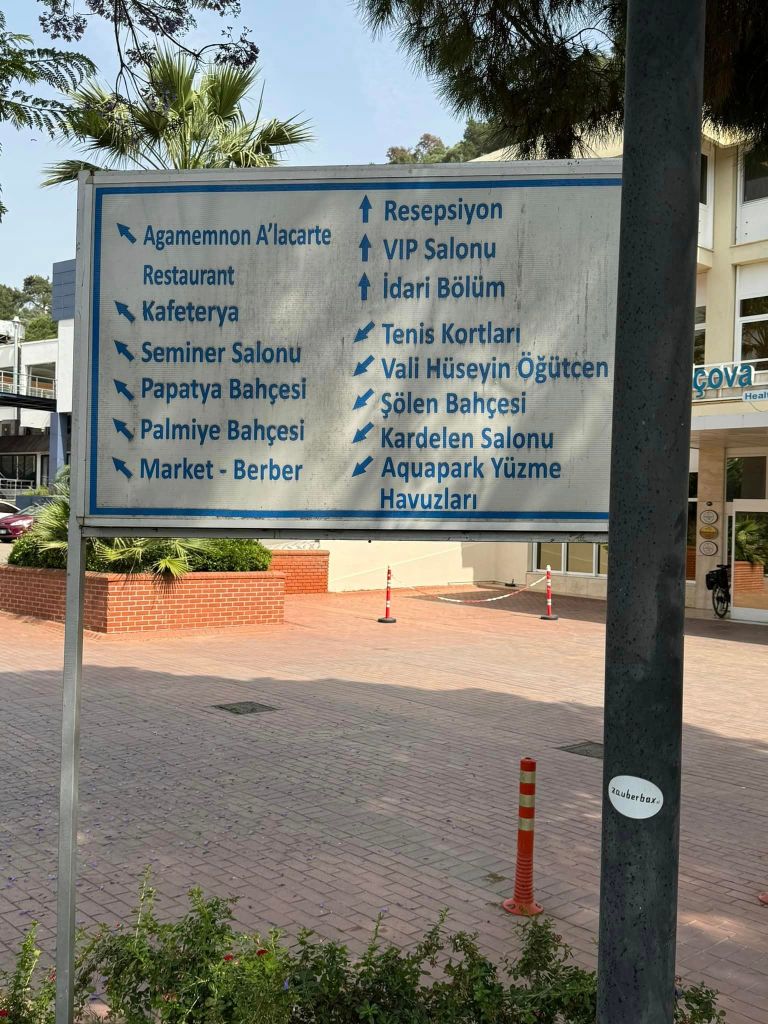 Agamemnon A'lacarte
Restaurant
Kafeterya
Seminer Salonu
Papatya Bahçesi
Palmiye Bahçesi
Market - Berber
Resepsiyon
VIP Salonu
İdari Bölüm
Tenis Kortları
Vali Hüseyin Öğütcen
Şölen Bahçesi
Kardelen Salonu
Aquapark Yüzme
Havuzları
çova
Heal
zauberbox